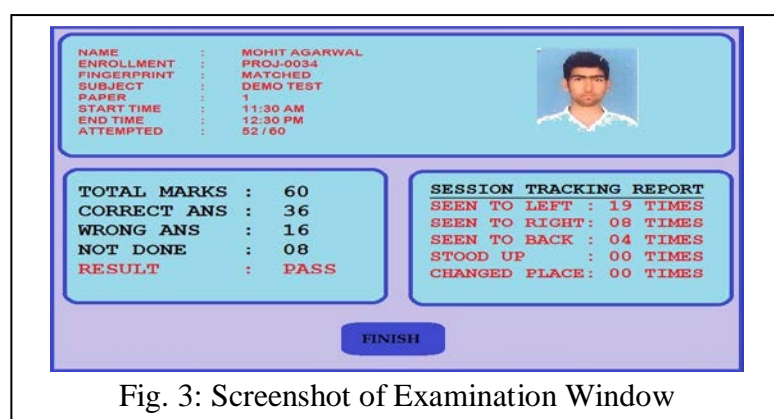 NAME : MOHIT AGARWAL
ENROLLMENT : PROJ-0034
FINGERPRINT : MATCHED
SUBJECT : DEMO TEST
PAPER : 1
START TIME : 11:30 AM
END TIME : 12:30 PM
ATTEMPTED : 52 / 60
TOTAL MARKS : 60
CORRECT ANS : 36
WRONG ANS : 16
NOT DONE : 08
RESULT : PASS
SESSION TRACKING REPORT
SEEN TO LEFT : 19 TIMES
SEEN TO RIGHT: 08 TIMES
SEEN TO BACK : 04 TIMES
STOOD UP : 00 TIMES
CHANGED PLACE: 00 TIMES
FINISH
Fig. 3: Screenshot of Examination Window